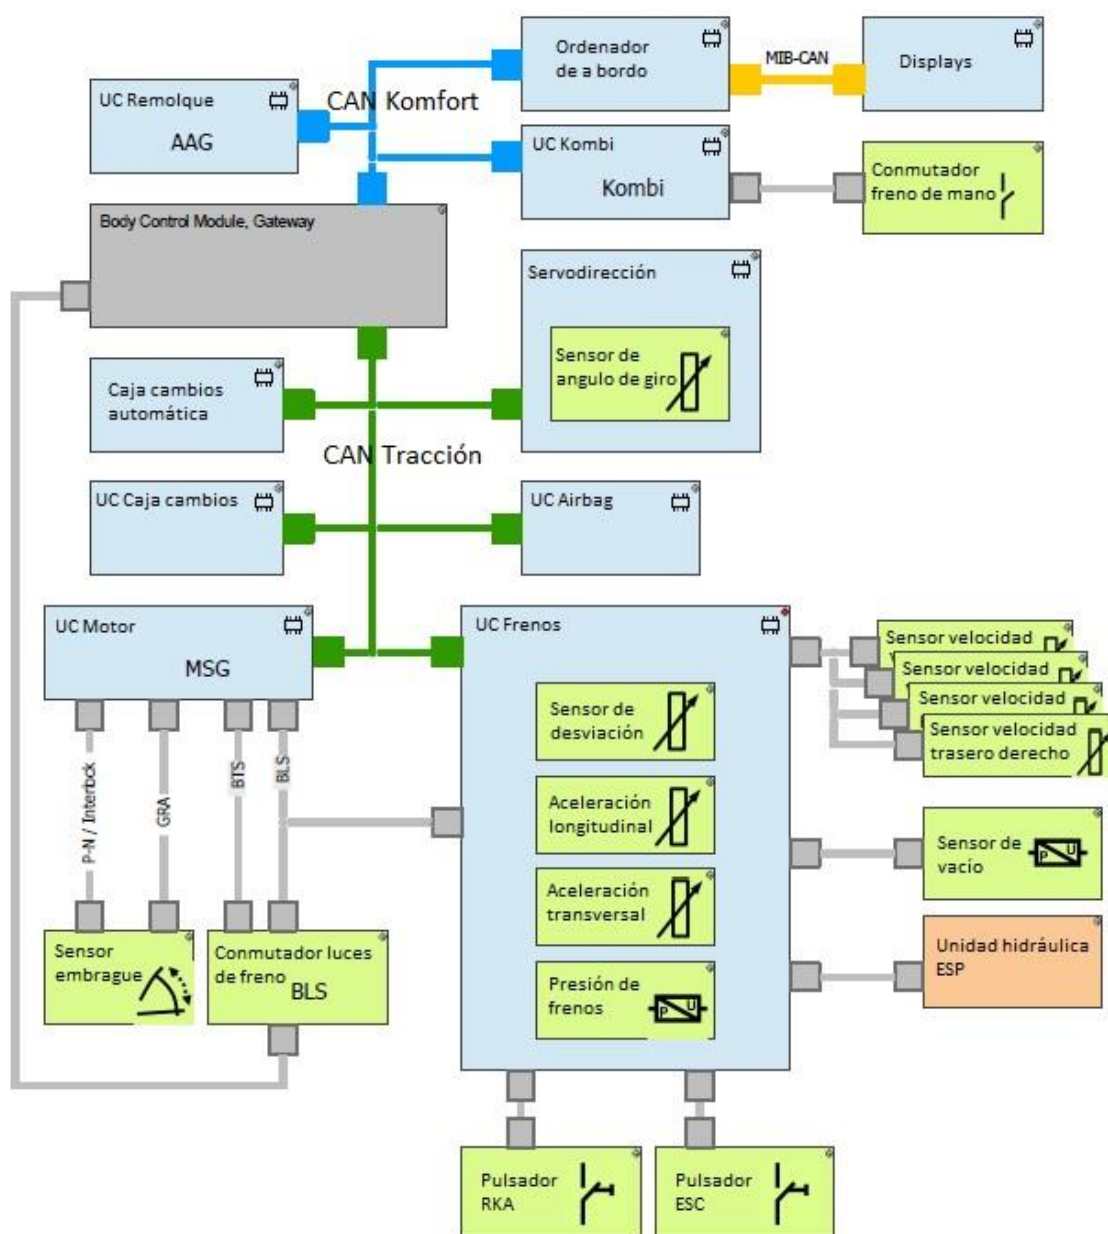 Ordenador
de a bordo
MIB-CAN
Displays
UC Remolque
AAG
CAN Komfort
UC Kombi
Kombi
Conmutador
freno de mano
Body Control Module, Gateway
Servodirección
Sensor de
angulo de giro
Caja cambios
automática
CAN Tracción
UC Caja cambios
UC Airbag
UC Motor
MSG
UC Frenos
Sensor velocidad
Sensor velocidad
Sensor velocidad
Sensor velocidad
trasero derecho
Sensor de
desviación
P-N / Interlock
GRA
BTS
BLS
Aceleración
longitudinal
Sensor de
vacío
P U
Aceleración
transversal
Sensor
embrague
Conmutador luces
de freno
BLS
Unidad hidráulica
ESP
Presión de
frenos
P U
Pulsador
RKA
Pulsador
ESC